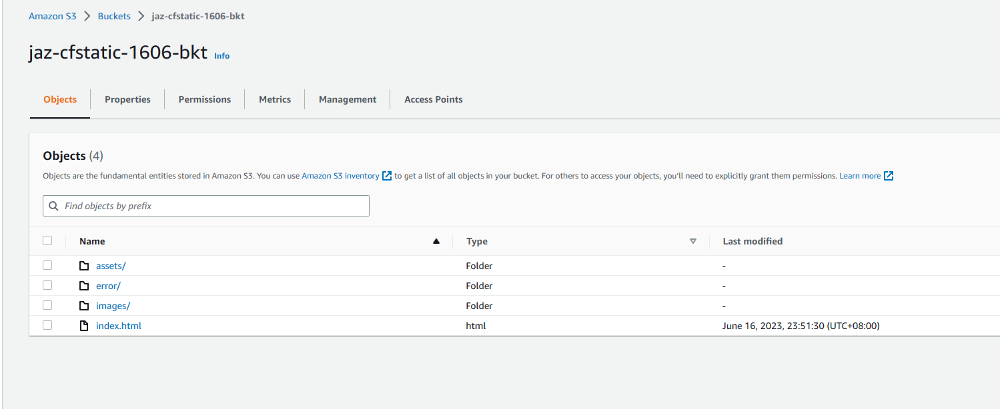 Amazon S3 > Buckets > jaz-cfstatic-1606-bkt
jaz-cfstatic-1606-bkt Info
Objects Properties Permissions Metrics Management Access Points
Objects (4)
Objects are the fundamental entities stored in Amazon S3. You can use Amazon S3 inventory to get a list of all objects in your bucket. For others to access your objects, you'll need to explicitly grant them permissions. Learn more
Find objects by prefix
Name Type Last modified
assets/ Folder -
error/ Folder -
images/ Folder -
index.html html June 16, 2023, 23:51:30 (UTC+08:00)